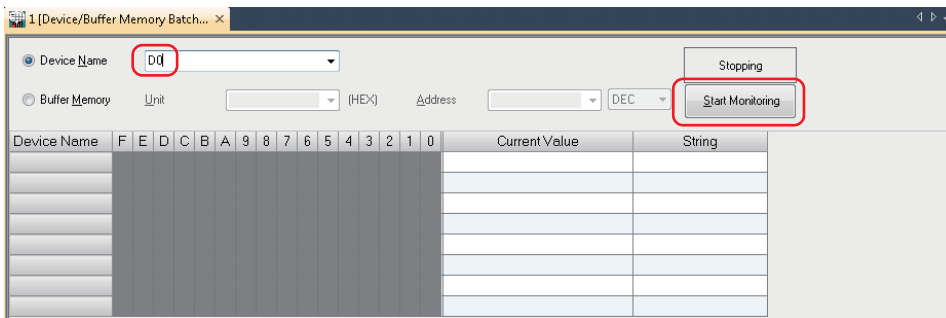 1 [Device/Buffer Memory Batch...
Device Name D0 Stopping
Buffer Memory Unit (HEX) Address DEC Start Monitoring
Device Name F E D C B A 9 8 7 6 5 4 3 2 1 0 Current Value String